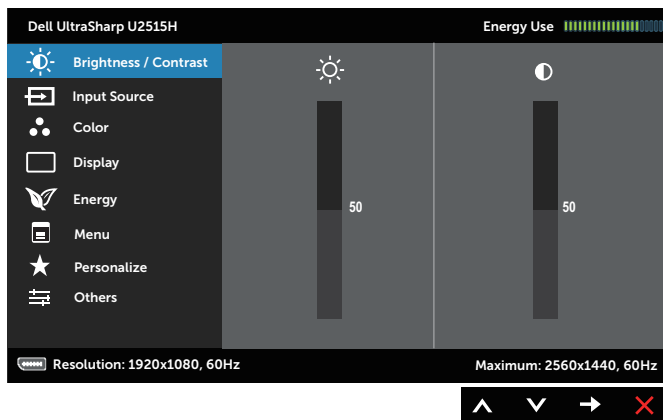 Dell UltraSharp U2515H
Energy Use
Brightness / Contrast
Input Source
Color
Display
Energy
Menu
Personalize
Others
50
50
Resolution: 1920x1080, 60Hz
Maximum: 2560x1440, 60Hz